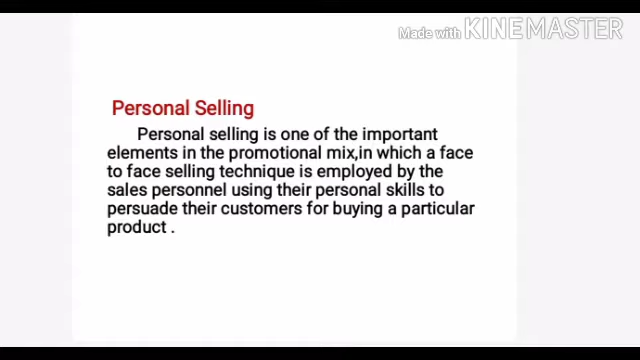 Made with KINEMASTER
Personal Selling
Personal selling is one of the important
elements in the promotional mix,in which a face
to face selling technique is employed by the
sales personnel using their personal skills to
persuade their customers for buying a particular
product .